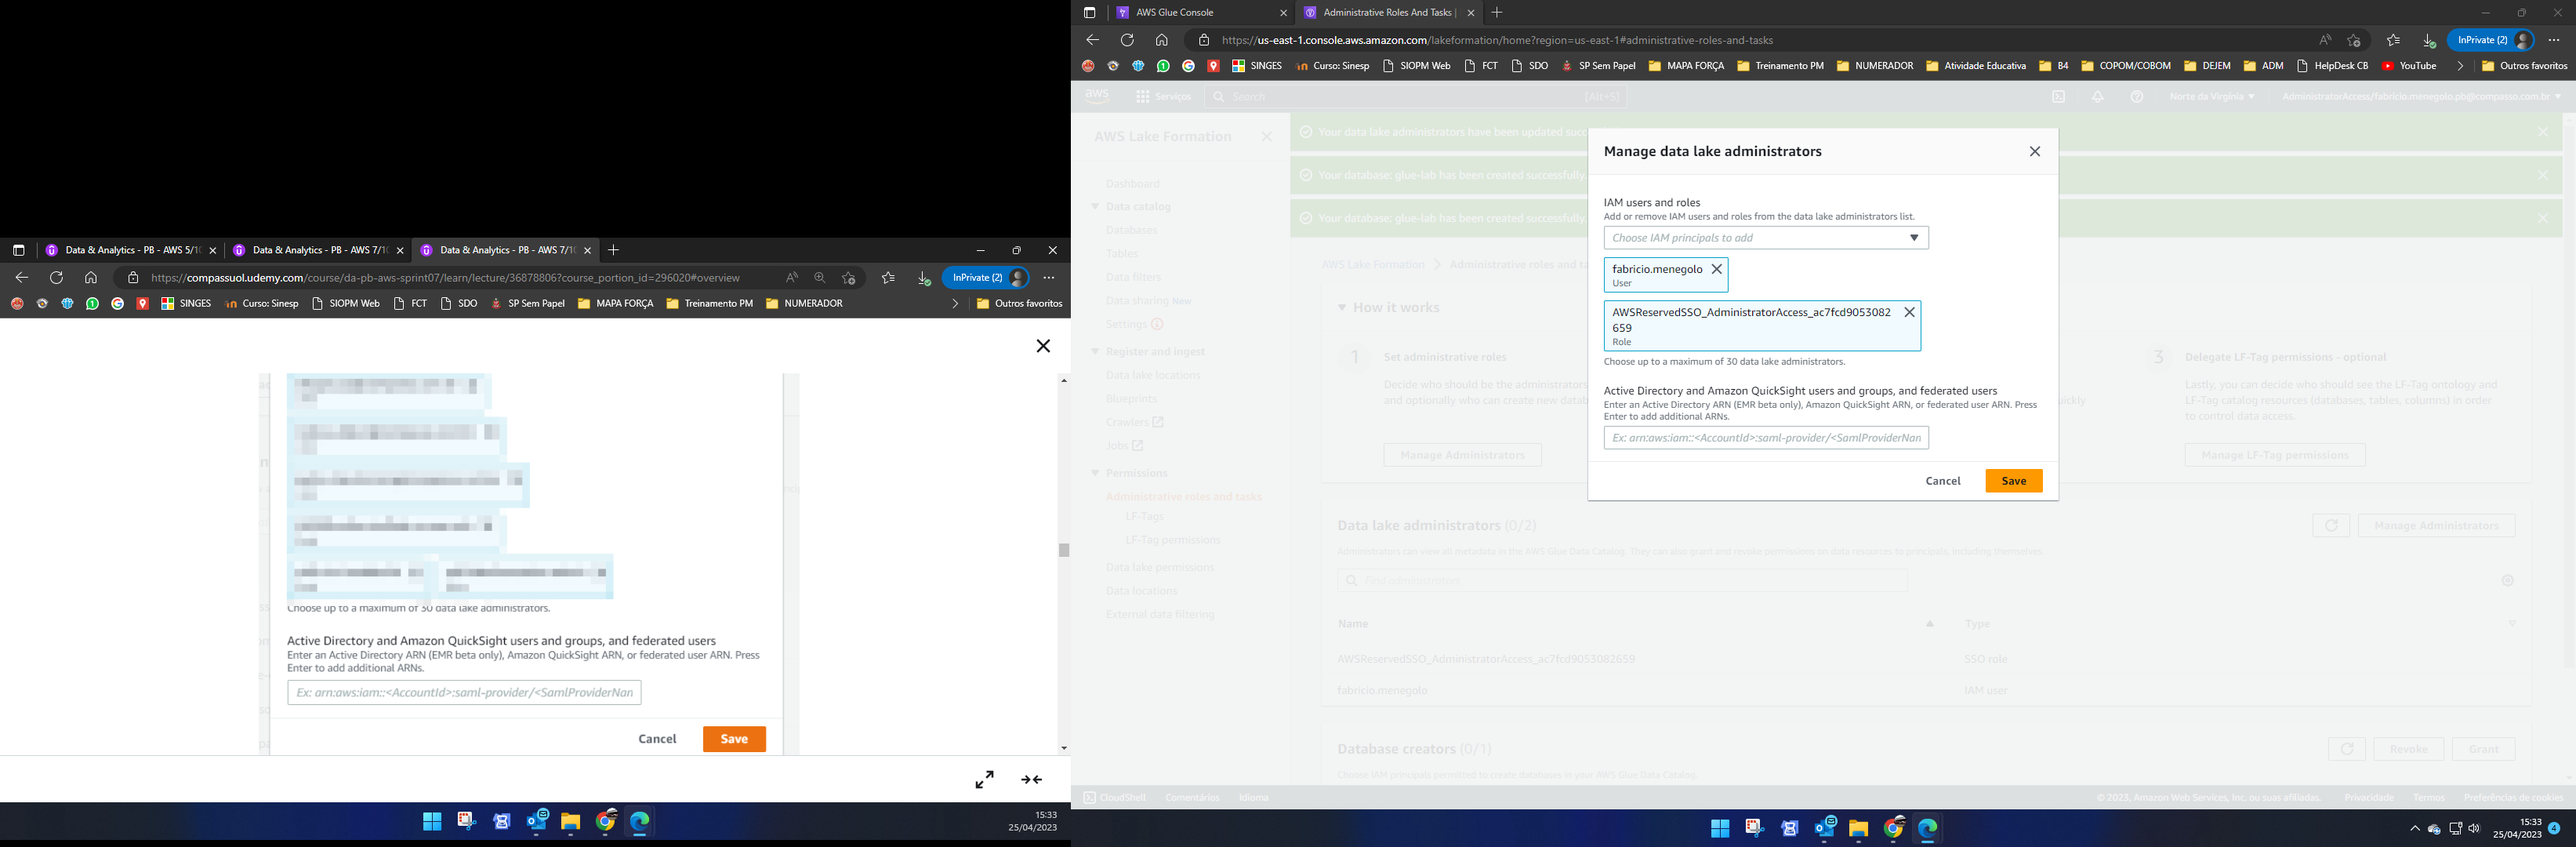 Data & Analytics - PB - AWS 5/10
Data & Analytics - PB - AWS 7/10
Data & Analytics - PB - AWS 7/10
https://compassuol.udemy.com/course/da-pb-aws-sprint07/learn/lecture/36878806?course_portion_id=296020#overview
InPrivate (2)
SINGES
Curso: Sinesp
SIOPM Web
FCT
SDO
SP Sem Papel
MAPA FORÇA
Treinamento PM
NUMERADOR
Outros favoritos
Choose up to a maximum of 30 data lake administrators.
Active Directory and Amazon QuickSight users and groups, and federated users
Enter an Active Directory ARN (EMR beta only), Amazon QuickSight ARN, or federated user ARN. Press
Enter to add additional ARNs.
Ex: arn:aws:iam::<AccountId>:saml-provider/<SamlProviderNan
Cancel
Save
15:33
25/04/2023
AWS Glue Console
Administrative Roles And Tasks |
https://us-east-1.console.aws.amazon.com/lakeformation/home?region=us-east-1#administrative-roles-and-tasks
InPrivate (2)
SINGES
Curso: Sinesp
SIOPM Web
FCT
SDO
SP Sem Papel
MAPA FORÇA
Treinamento PM
NUMERADOR
Atividade Educativa
B4
COPOM/COBOM
DEJEM
ADM
HelpDesk CB
YouTube
Outros favoritos
aws
Serviços
Search
[Alt+S]
Norte da Virgínia
AdministratorAccess/fabricio.menegolo.pb@compasso.com.br
AWS Lake Formation
Dashboard
Data catalog
Databases
Tables
Data filters
Data sharing New
Settings
Register and ingest
Data lake locations
Blueprints
Crawlers
Jobs
Permissions
Administrative roles and tasks
LF-Tags
LF-Tag permissions
Data lake permissions
Data locations
External data filtering
Your data lake administrators have been updated succ
Your database: glue-lab has been created successfully.
Your database: glue-lab has been created successfully.
AWS Lake Formation > Administrative roles and ta
How it works
1
Set administrative roles
Decide who should be the administrators
and optionally who can create new datab
Manage Administrators
uickly
3
Delegate LF-Tag permissions - optional
Lastly, you can decide who should see the LF-Tag ontology and
LF-Tag catalog resources (databases, tables, columns) in order
to control data access.
Manage LF-Tag permissions
Manage data lake administrators
IAM users and roles
Add or remove IAM users and roles from the data lake administrators list.
Choose IAM principals to add
fabricio.menegolo
User
AWSReservedSSO_AdministratorAccess_ac7fcd9053082
659
Role
Choose up to a maximum of 30 data lake administrators.
Active Directory and Amazon QuickSight users and groups, and federated users
Enter an Active Directory ARN (EMR beta only), Amazon QuickSight ARN, or federated user ARN. Press
Enter to add additional ARNs.
Ex: arn:aws:iam::<AccountId>:saml-provider/<SamlProviderNan
Cancel
Save
Data lake administrators (0/2)
Manage Administrators
Administrators can view all metadata in the AWS Glue Data Catalog. They can also grant and revoke permissions on data resources to principals, including themselves.
Find administrators
Name
Type
AWSReservedSSO_AdministratorAccess_ac7fcd9053082659
SSO role
fabricio.menegolo
IAM user
Database creators (0/1)
Revoke
Grant
Choose IAM principals permitted to create databases in your AWS Glue Data Catalog.
CloudShell
Comentários
Idioma
© 2023, Amazon Web Services, Inc. ou suas afiliadas.
Privacidade
Termos
Preferências de cookies
15:33
25/04/2023
4